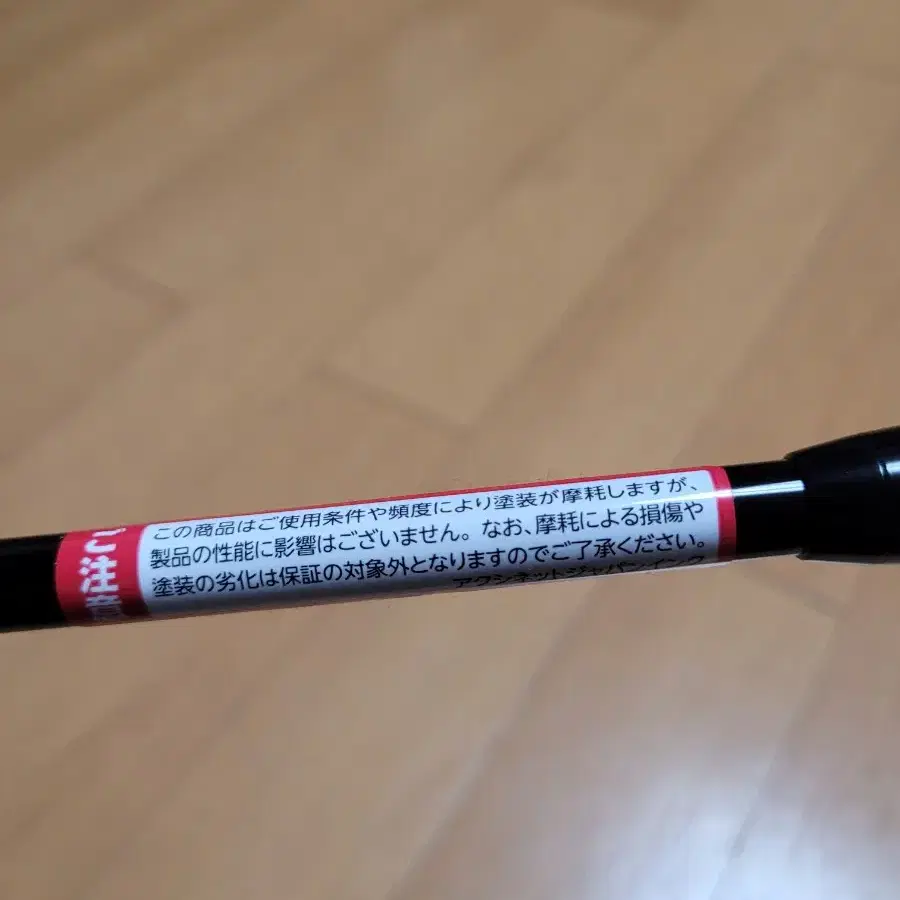 この商品はご使用条件や頻度により塗装が摩耗しますが、
製品の性能に影響はございません。なお、摩耗による損傷や
塗装の劣化は保証の対象外となりますのでご了承ください。
アクシネットジャパンインク